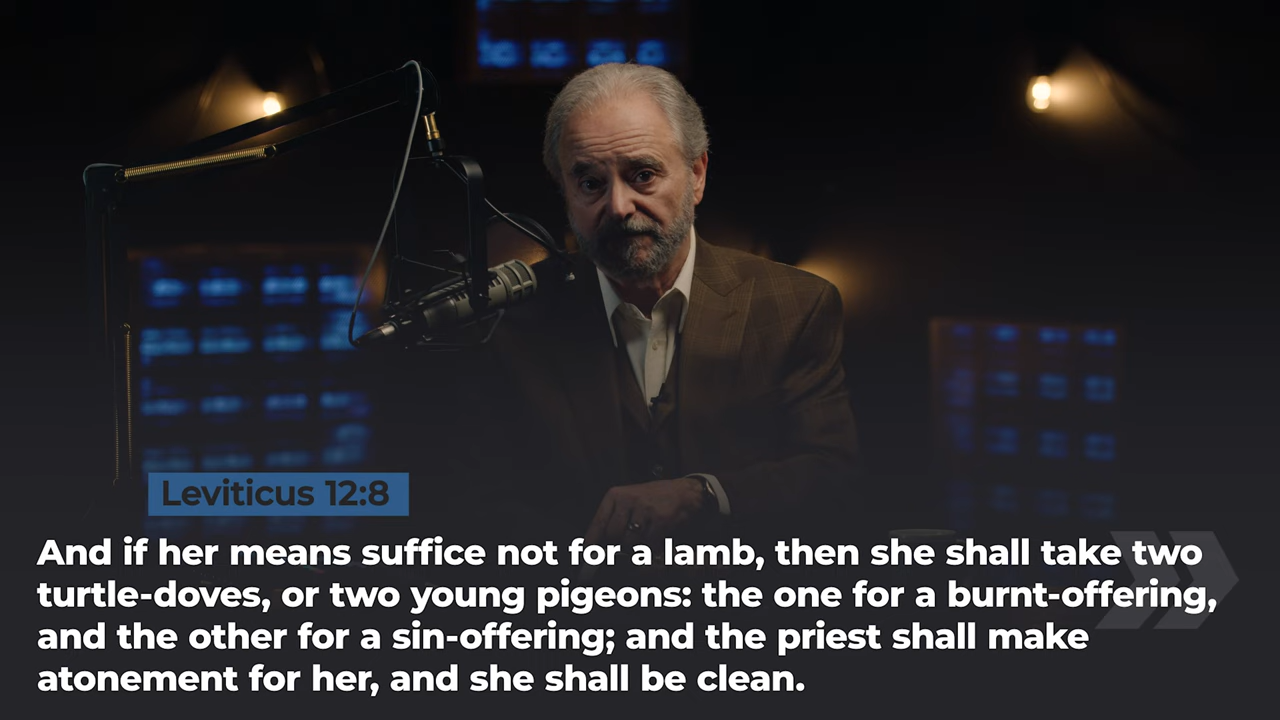 Leviticus 12:8
And if her means suffice not for a lamb, then she shall take two
turtle-doves, or two young pigeons: the one for a burnt-offering,
and the other for a sin-offering; and the priest shall make
atonement for her, and she shall be clean.